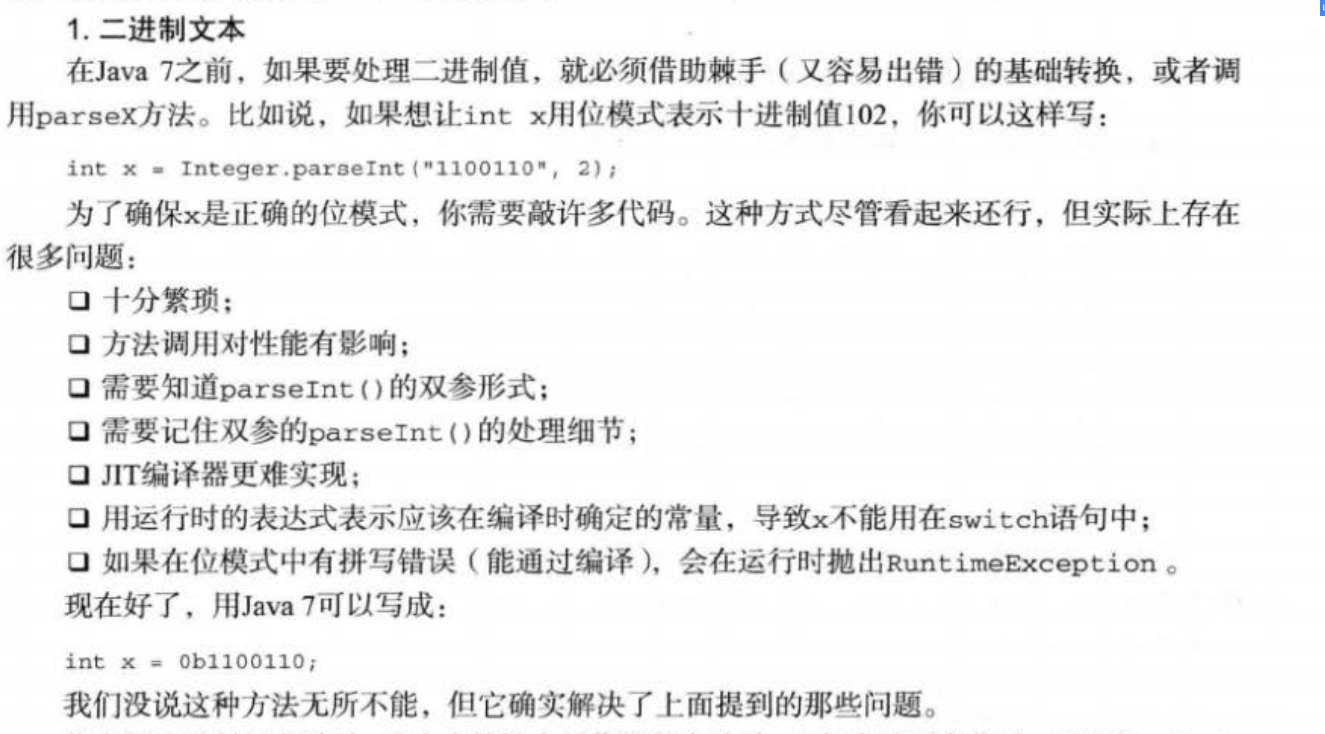 1. 二进制文本
在Java 7之前，如果要处理二进制值，就必须借助棘手（又容易出错）的基础转换，或者调
用parseX方法。比如说，如果想让int x用位模式表示十进制值102，你可以这样写：
int x = Integer.parseInt("1100110", 2);
为了确保x是正确的位模式，你需要敲许多代码。这种方式尽管看起来还行，但实际上存在
很多问题：
❑ 十分繁琐；
❑ 方法调用对性能有影响；
❑ 需要知道parseInt()的双参形式；
❑ 需要记住双参的parseInt()的处理细节；
❑ JIT编译器更难实现；
❑ 用运行时的表达式表示应该在编译时确定的常量，导致x不能用在switch语句中；
❑ 如果在位模式中有拼写错误（能通过编译），会在运行时抛出RuntimeException。
现在好了，用Java 7可以写成：
int x = 0b1100110;
我们没说这种方法无所不能，但它确实解决了上面提到的那些问题。